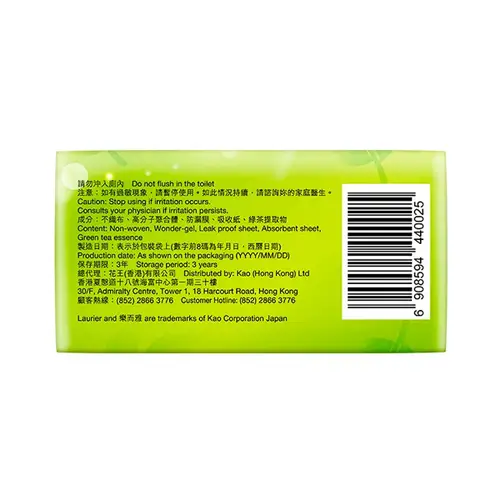 請勿冲入廁內 Do not flush in the toilet
注意：如有過敏現象，請暫停使用。如此情況持續，請諮詢妳的家庭醫生。
Caution: Stop using if irritation occurs.
Consults your physician if irritation persists.
成分：不織布、高分子聚合體、防漏膜、吸收紙、綠茶提取物
Content: Non-woven, Wonder-gel, Leak proof sheet, Absorbent sheet,
Green tea essence
製造日期：表示於包裝袋上(數字前8碼為年月日，西曆日期)
Production date: As shown on the packaging (YYYY/MM/DD)
保存期限：3年 Storage period: 3 years
總代理：花王(香港)有限公司 Distributed by: Kao (Hong Kong) Ltd
香港夏慤道十八號海富中心第一期三十樓
30/F, Admiralty Centre, Tower 1, 18 Harcourt Road, Hong Kong
顧客熱線：(852) 2866 3776 Customer Hotline: (852) 2866 3776
Laurier and 樂而雅 are trademarks of Kao Corporation Japan
6 908594 440025